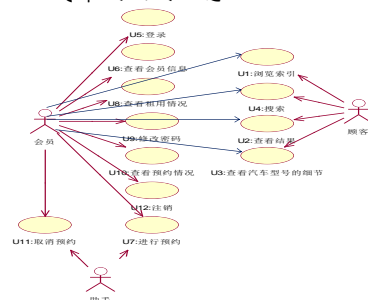 U5:登录
U6:查看会员信息
U1:浏览索引
U8:查看租用情况
U4:搜索
顾客
会员
U9:修改密码
U2:查看结果
U10:查看预约情况
U3:查看汽车型号的细节
U12:注销
U11:取消预约
U7:进行预约